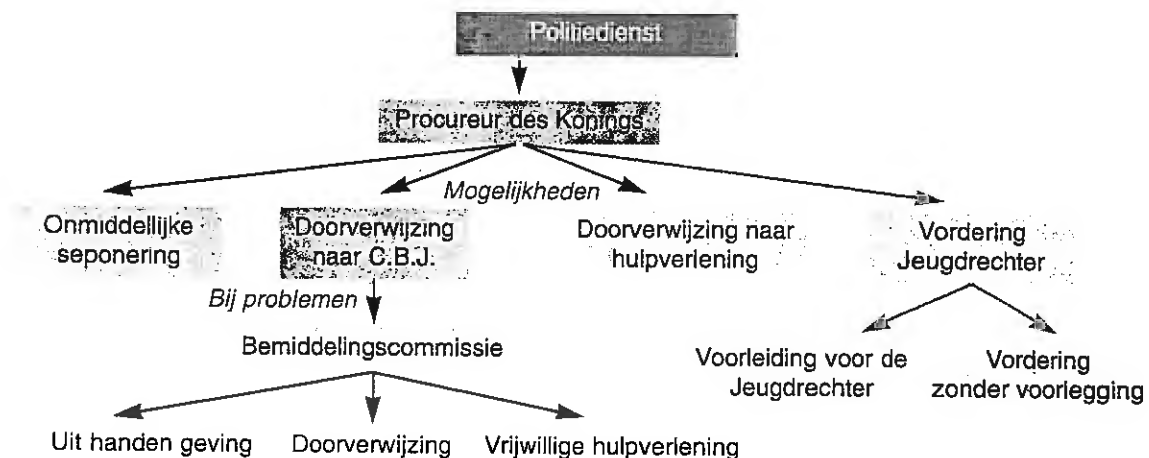 Politiedienst
Procureur des Konings
Mogelijkheden
Onmiddellijke
seponering
Doorverwijzing
naar C.B.J.
Doorverwijzing naar
hulpverlening
Vordering
Jeugdrechter
Bij problemen
Bemiddelingscommissie
Voorleiding voor de
Jeugdrechter
Vordering
zonder voorlegging
Uit handen geving
Doorverwijzing
Vrijwillige hulpverlening